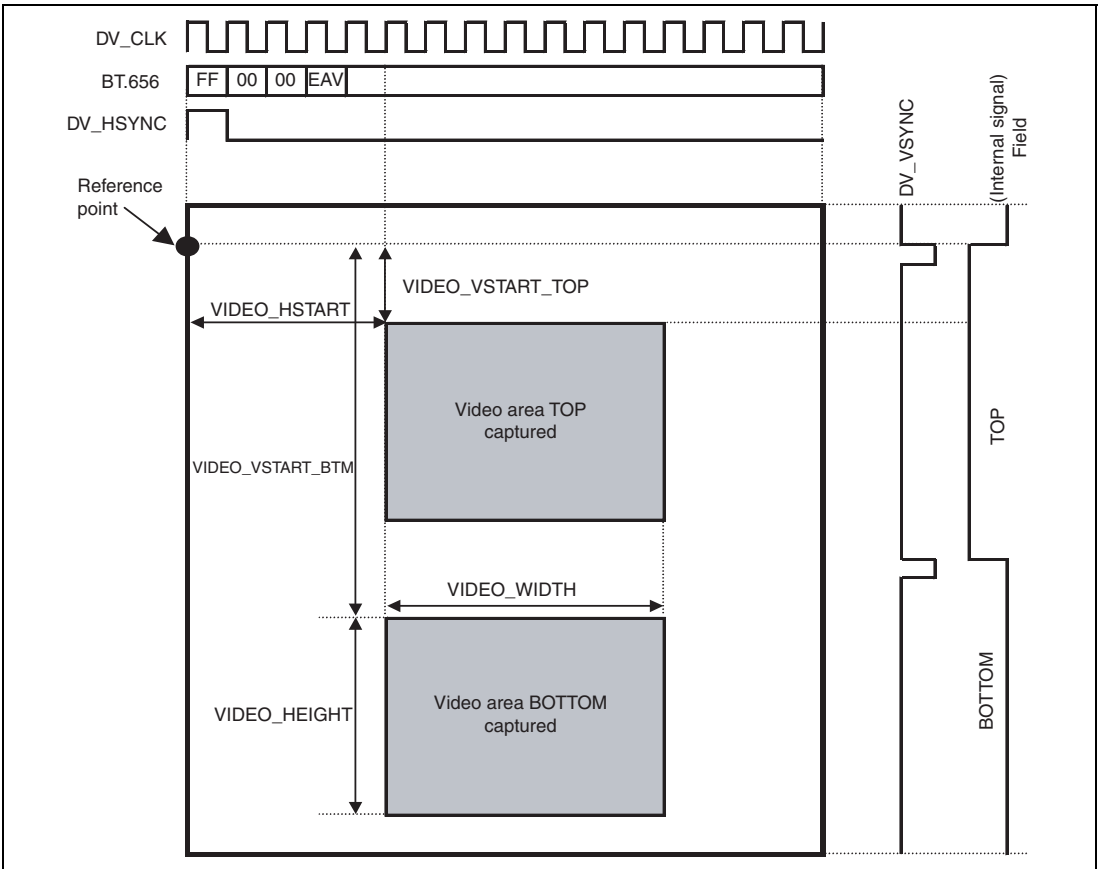 DV_CLK
BT.656
FF
00
00
EAV
DV_HSYNC
DV_VSYNC
(Internal signal)
Field
Reference
point
VIDEO_VSTART_TOP
VIDEO_HSTART
Video area TOP
captured
TOP
VIDEO_VSTART_BTM
VIDEO_WIDTH
VIDEO_HEIGHT
Video area BOTTOM
captured
BOTTOM